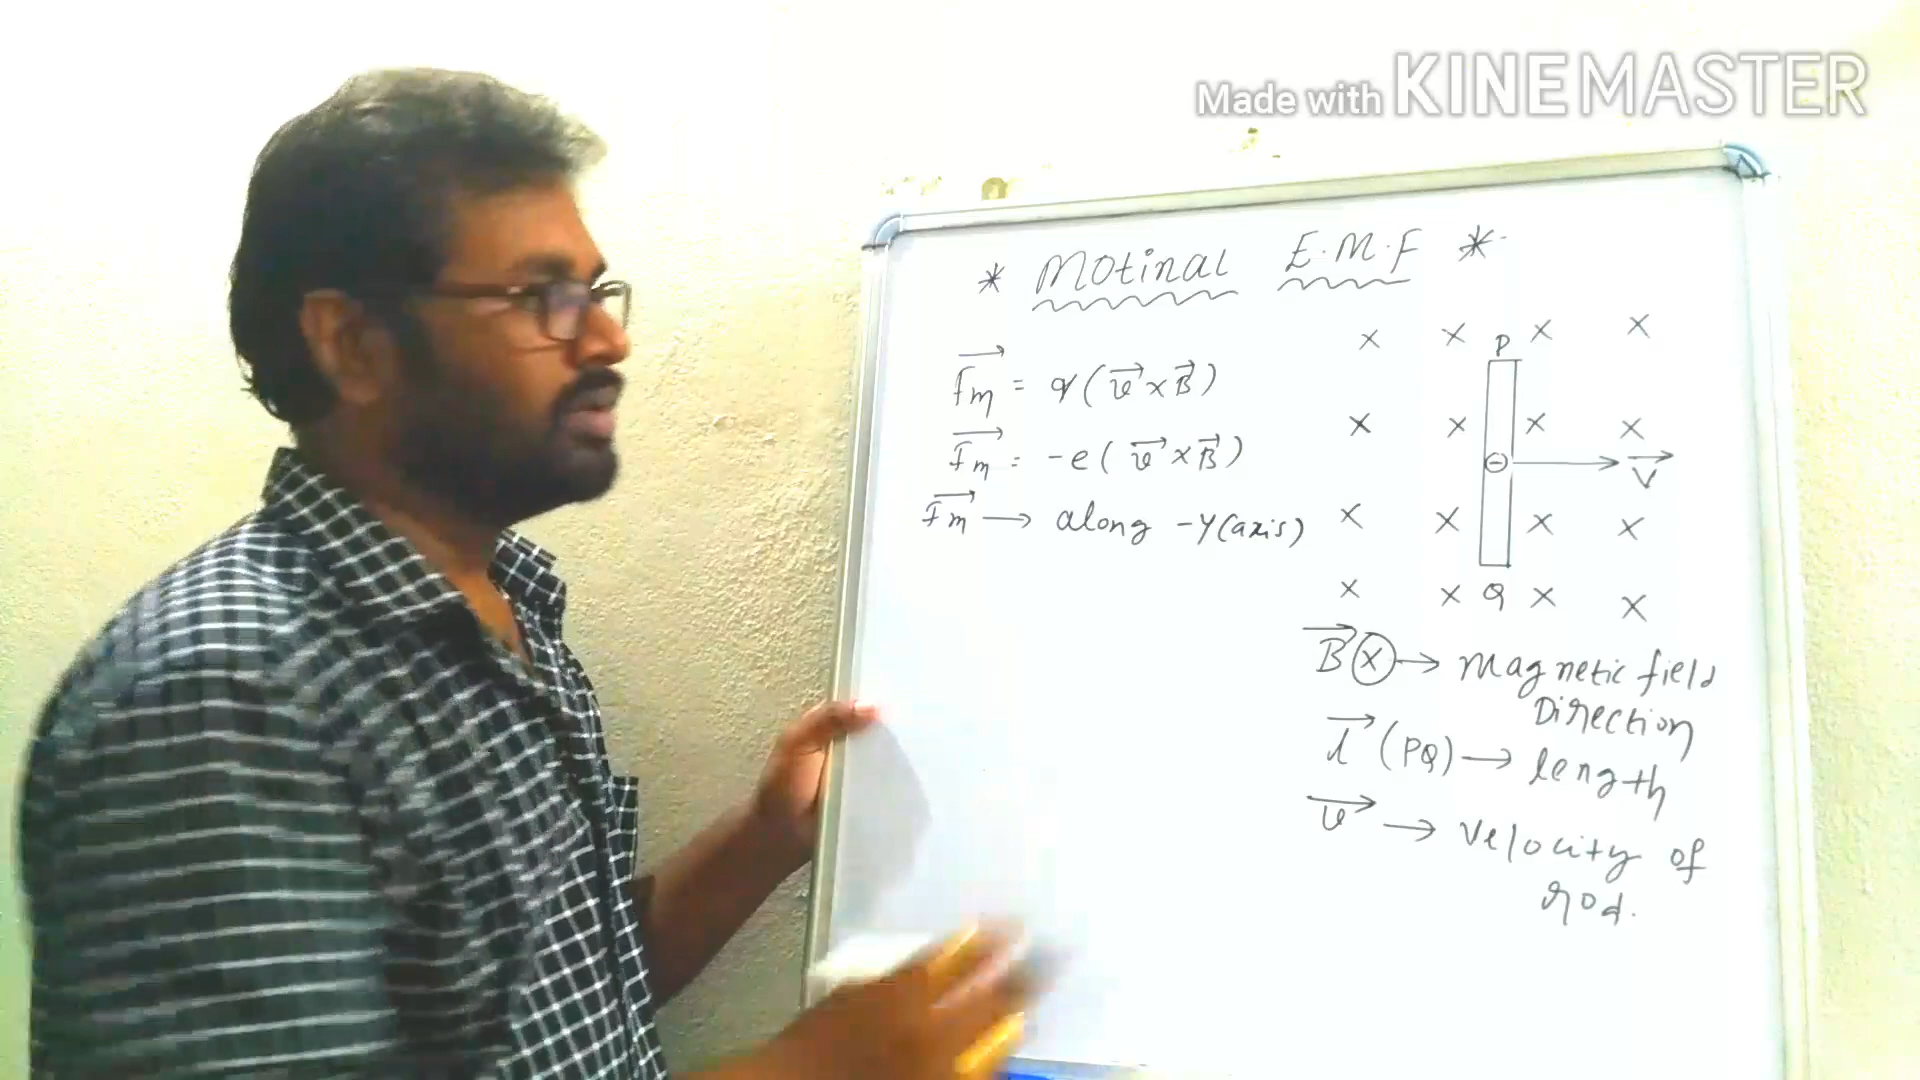 Made with KINEMASTER
* Motinal E.M.F *
Fm = q (v × B)
Fm = -e (v × B)
Fm → along -y(axis)
× × P × ×
× × × ×
⊖ → V
× × × ×
× × Q × ×
B ⊗ → Magnetic field
Direction
l (PQ) → length
v → velocity of
rod.